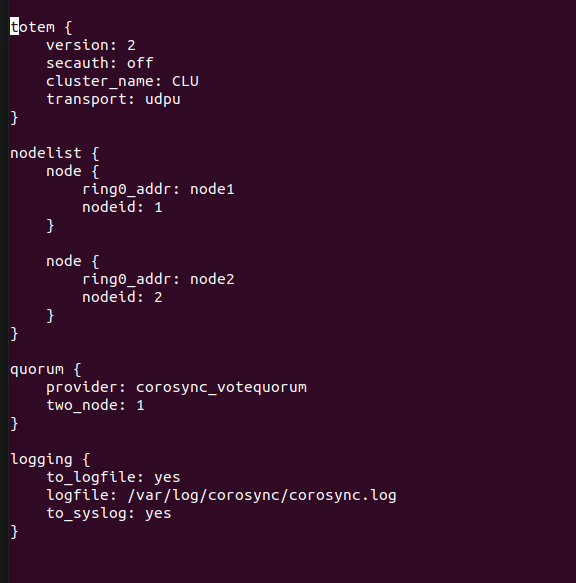 totem {
    version: 2
    secauth: off
    cluster_name: CLU
    transport: udpu
}

nodelist {
    node {
        ring0_addr: node1
        nodeid: 1
    }

    node {
        ring0_addr: node2
        nodeid: 2
    }
}

quorum {
    provider: corosync_votequorum
    two_node: 1
}

logging {
    to_logfile: yes
    logfile: /var/log/corosync/corosync.log
    to_syslog: yes
}